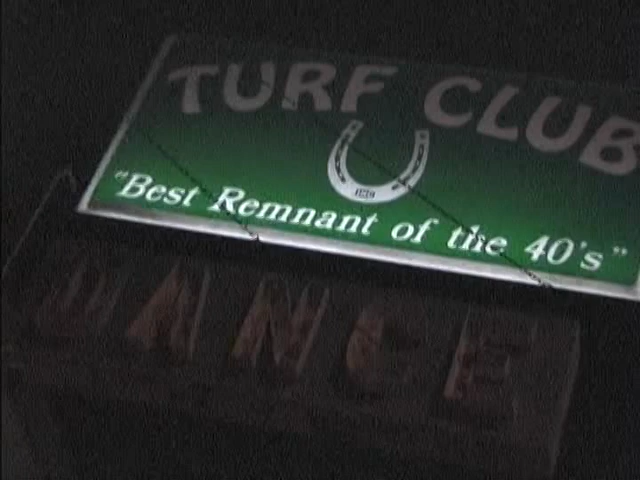 TURF CLUB
"Best Remnant of the 40's"
DANCE